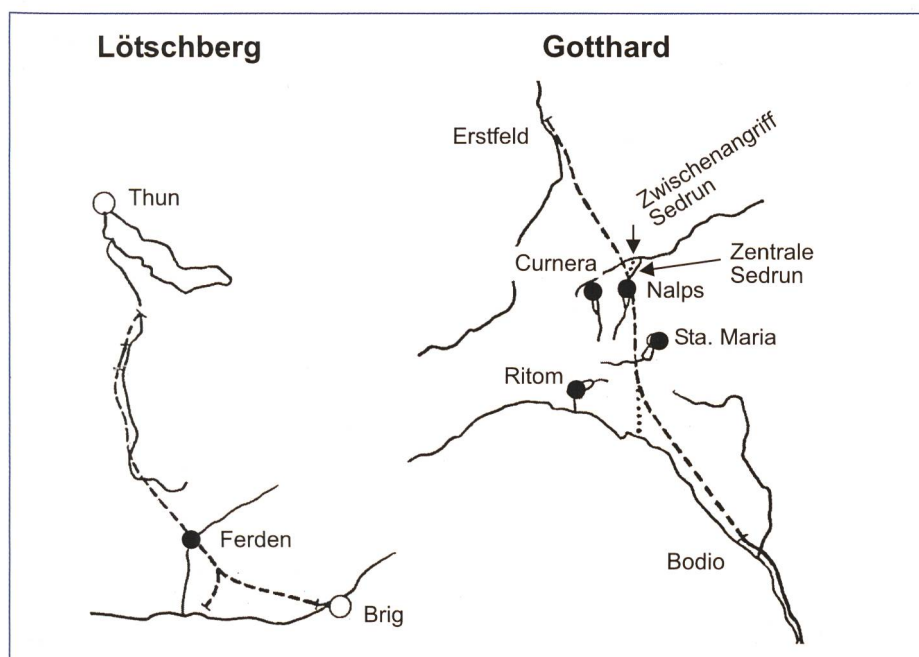 Lötschberg
Thun
Ferden
Brig
Gotthard
Erstfeld
Zwischenangriff
Sedrun
Zentrale
Sedrun
Curnera
Nalps
Sta. Maria
Ritom
Bodio